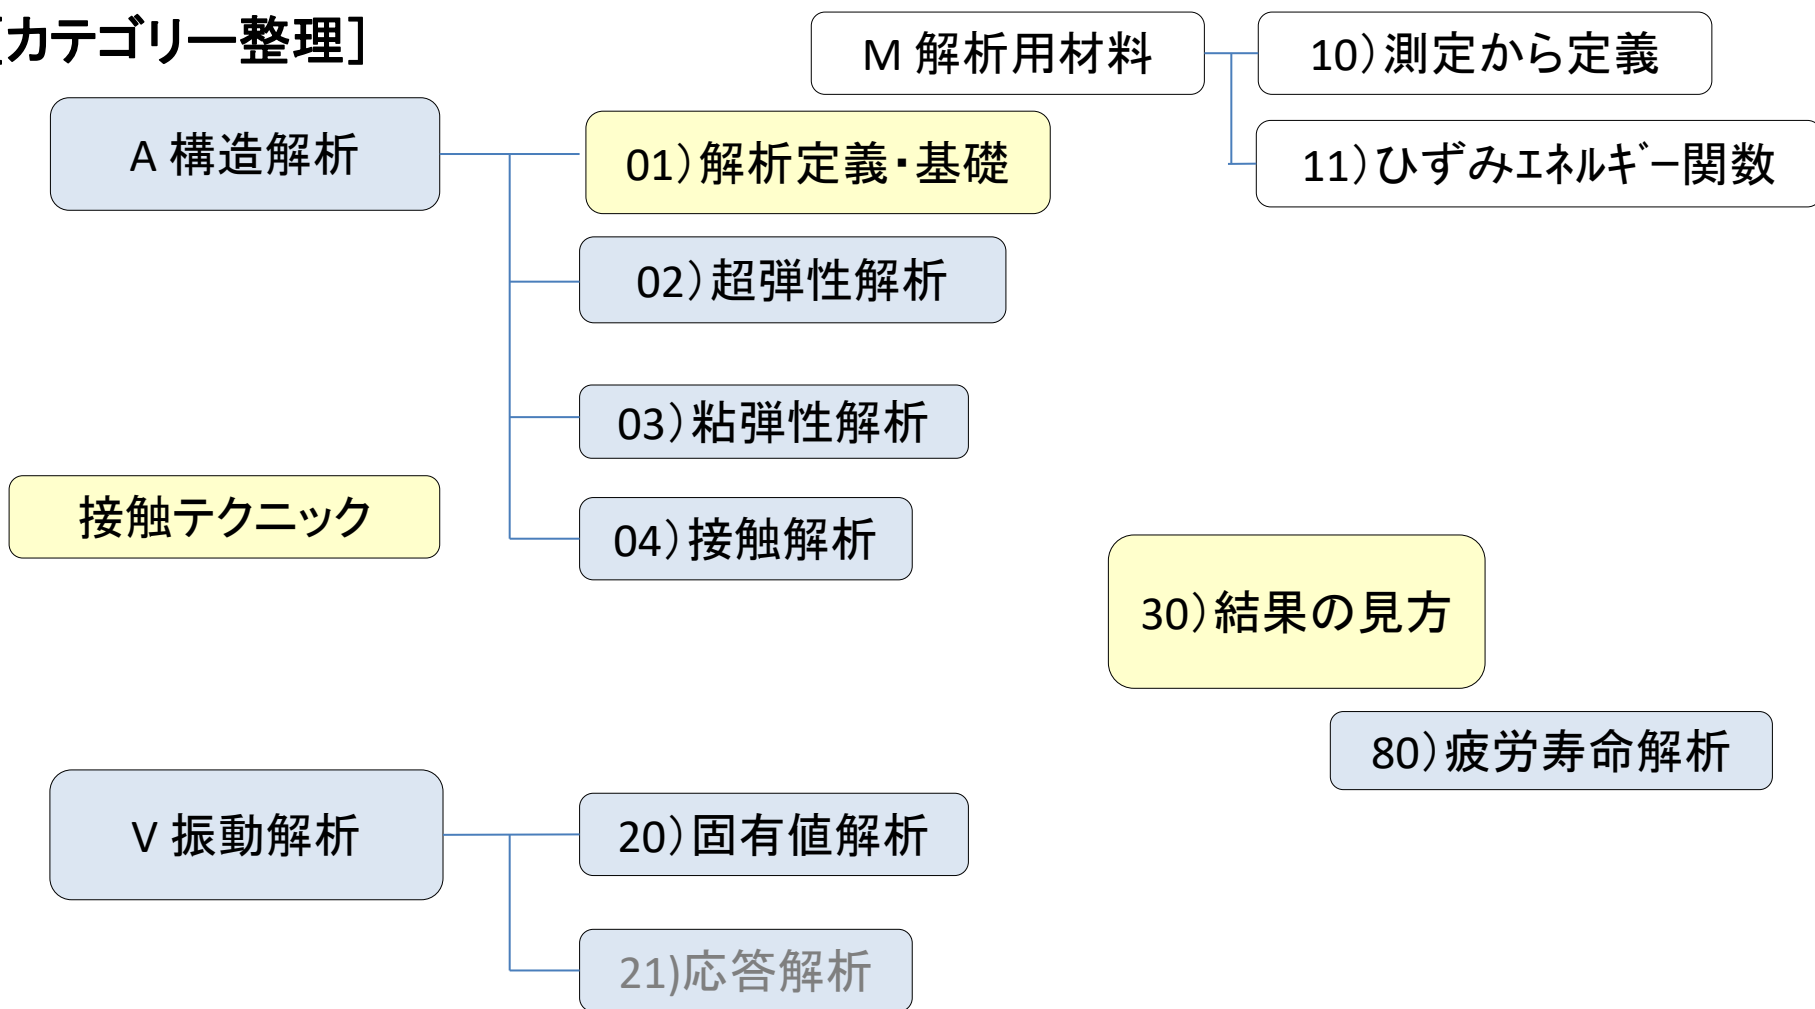 [カテゴリー整理]
M 解析用材料
10）測定から定義
11）ひずみｴﾈﾙｷﾞｰ関数
A 構造解析
01）解析定義・基礎
02）超弾性解析
03）粘弾性解析
04）接触解析
接触テクニック
30）結果の見方
80）疲労寿命解析
V 振動解析
20）固有値解析
21)応答解析